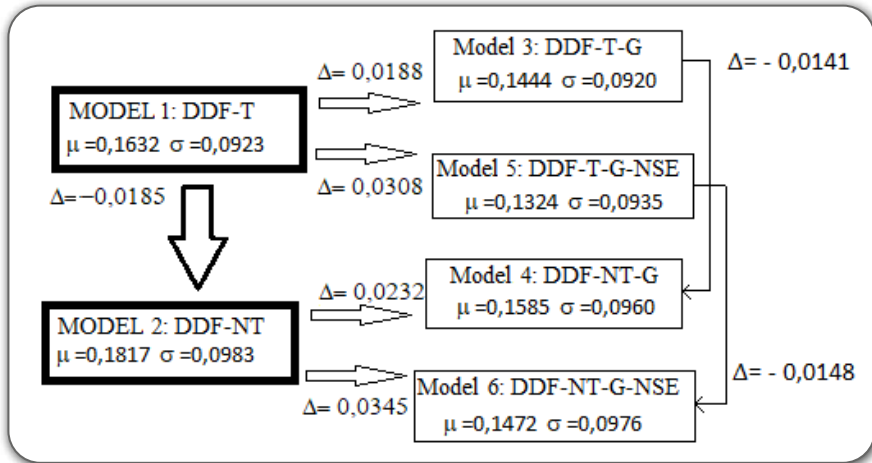 Model 3: DDF-T-G
μ =0,1444 σ =0,0920
Δ= 0,0188
Δ= - 0,0141
MODEL 1: DDF-T
μ =0,1632 σ =0,0923
Model 5: DDF-T-G-NSE
μ =0,1324 σ =0,0935
Δ= 0,0308
Δ=−0,0185
Model 4: DDF-NT-G
μ =0,1585 σ =0,0960
Δ= 0,0232
MODEL 2: DDF-NT
μ =0,1817 σ =0,0983
Model 6: DDF-NT-G-NSE
μ =0,1472 σ =0,0976
Δ= 0,0345
Δ= - 0,0148